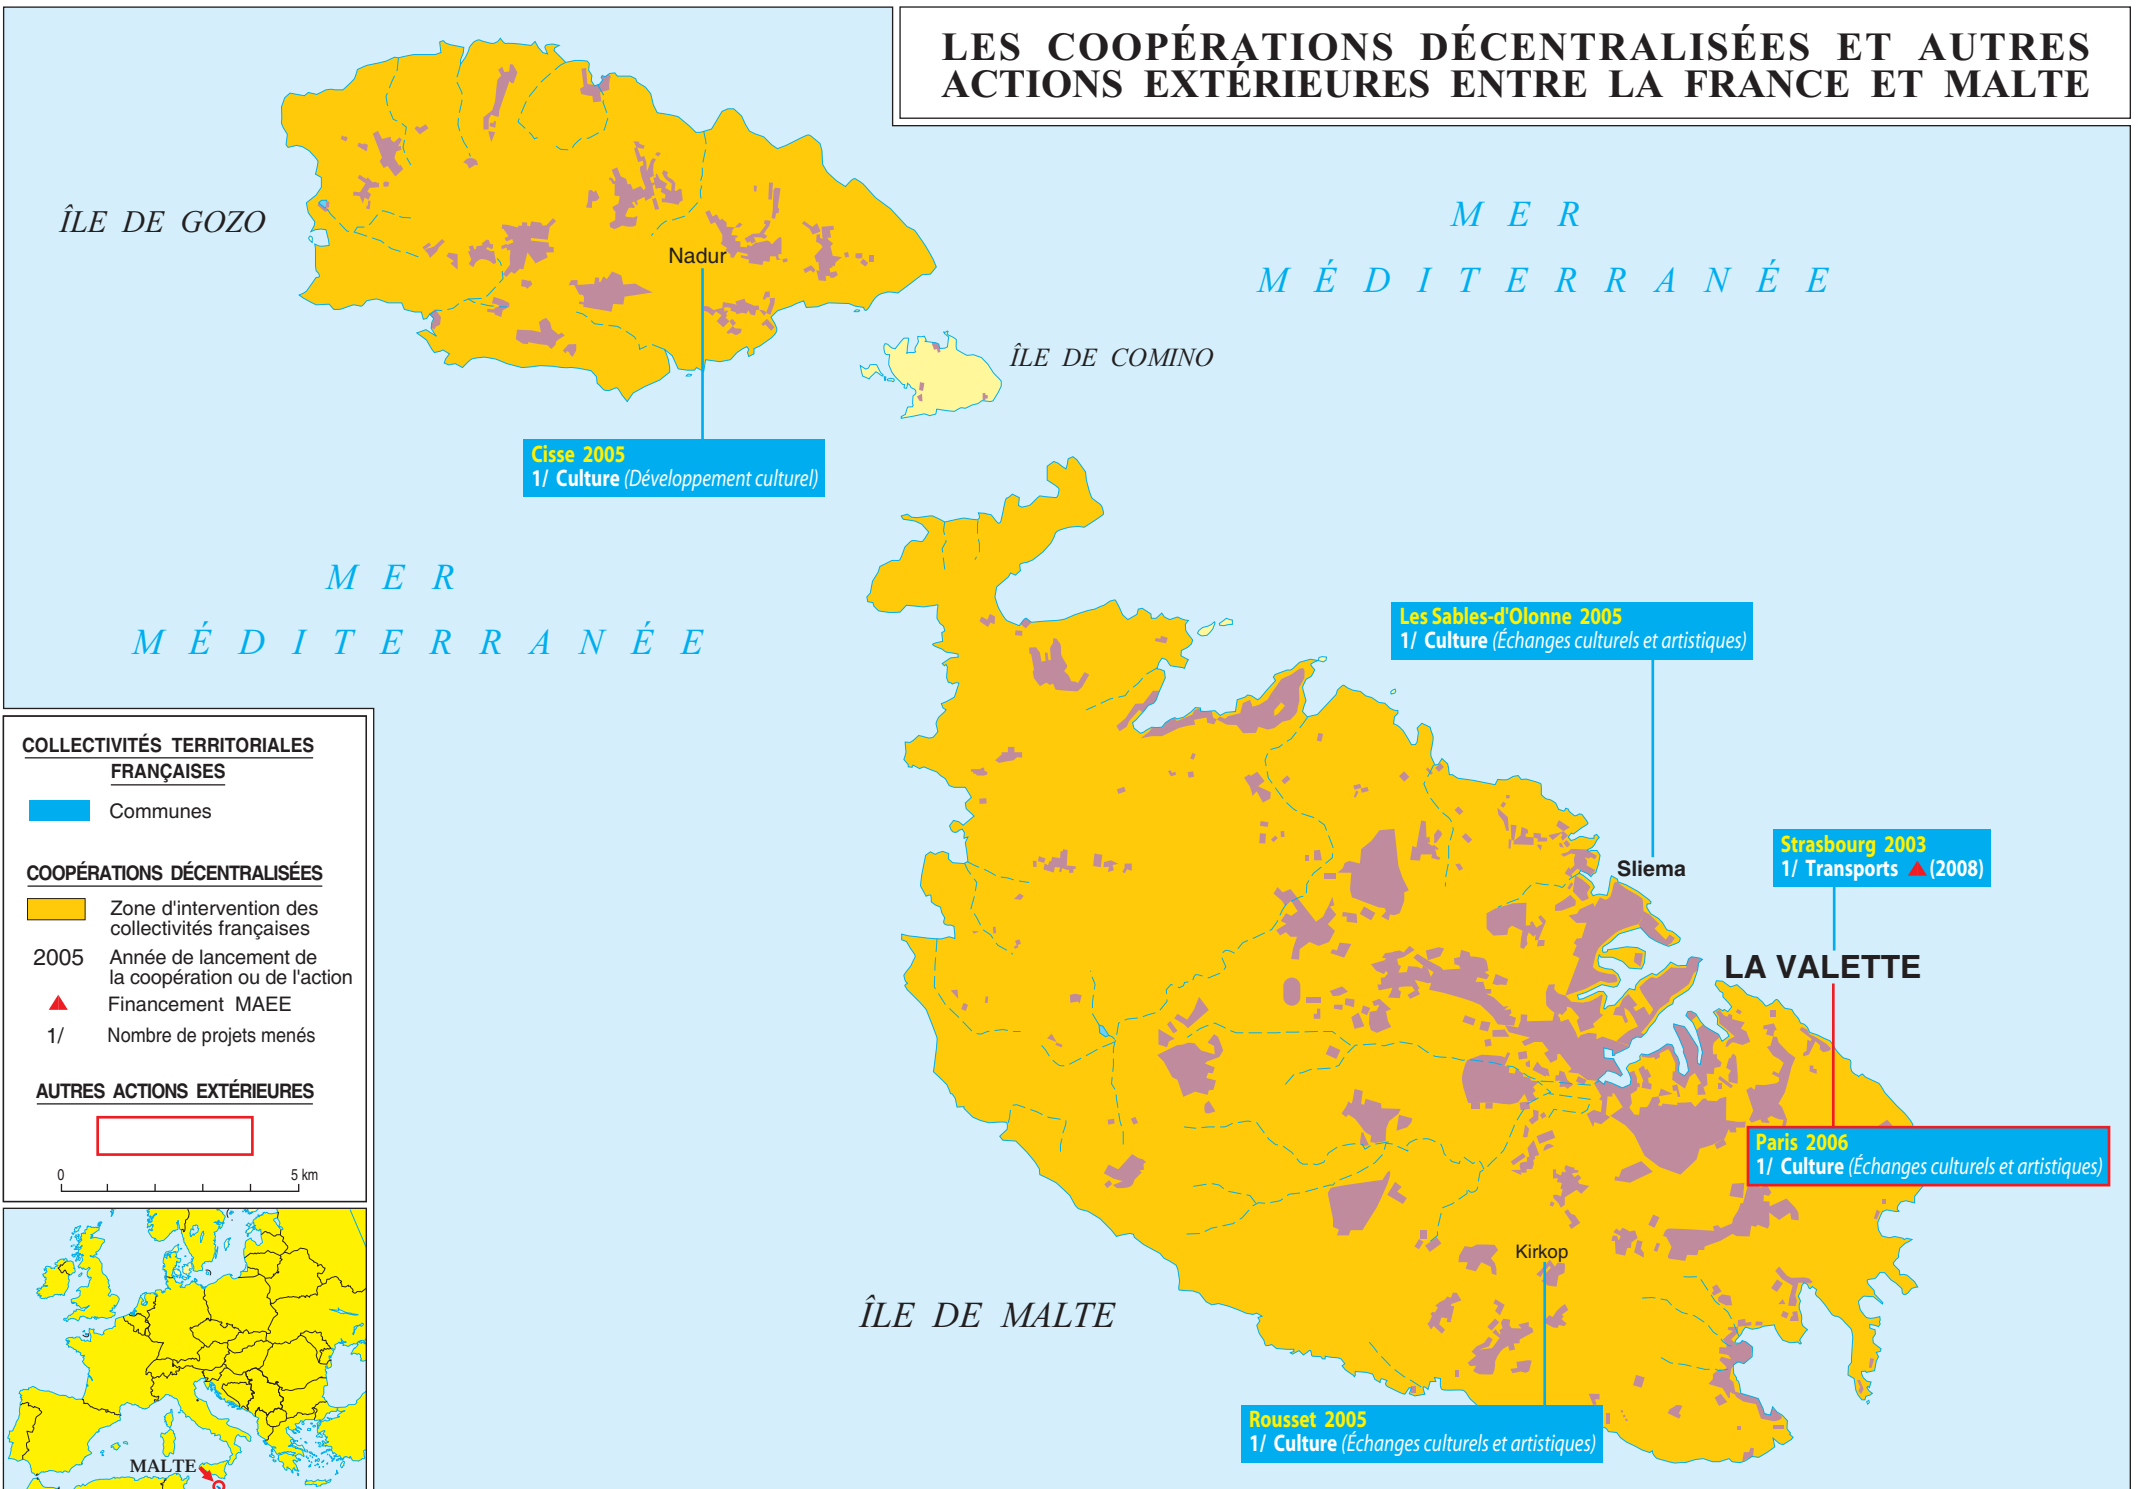 LES COOPÉRATIONS DÉCENTRALISÉES ET AUTRES
ACTIONS EXTÉRIEURES ENTRE LA FRANCE ET MALTE
ÎLE DE GOZO
MER
MÉDITERRANÉE
Nadur
ÎLE DE COMINO
Cisse 2005
1/ Culture (Développement culturel)
MER
MÉDITERRANÉE
Les Sables-d'Olonne 2005
1/ Culture (Échanges culturels et artistiques)
Sliema
Strasbourg 2003
1/ Transports (2008)
LA VALETTE
Paris 2006
1/ Culture (Échanges culturels et artistiques)
Kirkop
ÎLE DE MALTE
Rousset 2005
1/ Culture (Échanges culturels et artistiques)
COLLECTIVITÉS TERRITORIALES
FRANÇAISES
Communes
COOPÉRATIONS DÉCENTRALISÉES
Zone d'intervention des
collectivités françaises
2005 Année de lancement de
la coopération ou de l'action
Financement MAEE
1/ Nombre de projets menés
AUTRES ACTIONS EXTÉRIEURES
0 5 km
MALTE